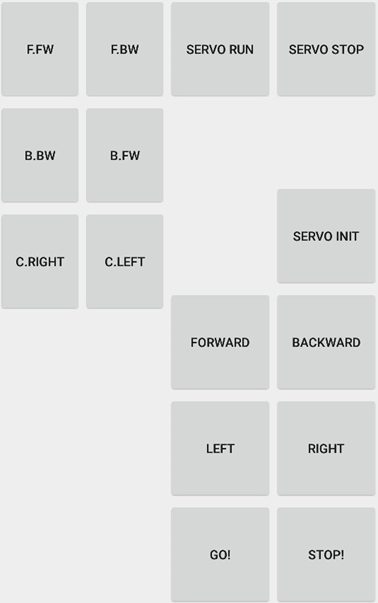 F.FW
F.BW
SERVO RUN
SERVO STOP
B.BW
B.FW
SERVO INIT
C.RIGHT
C.LEFT
FORWARD
BACKWARD
LEFT
RIGHT
GO!
STOP!